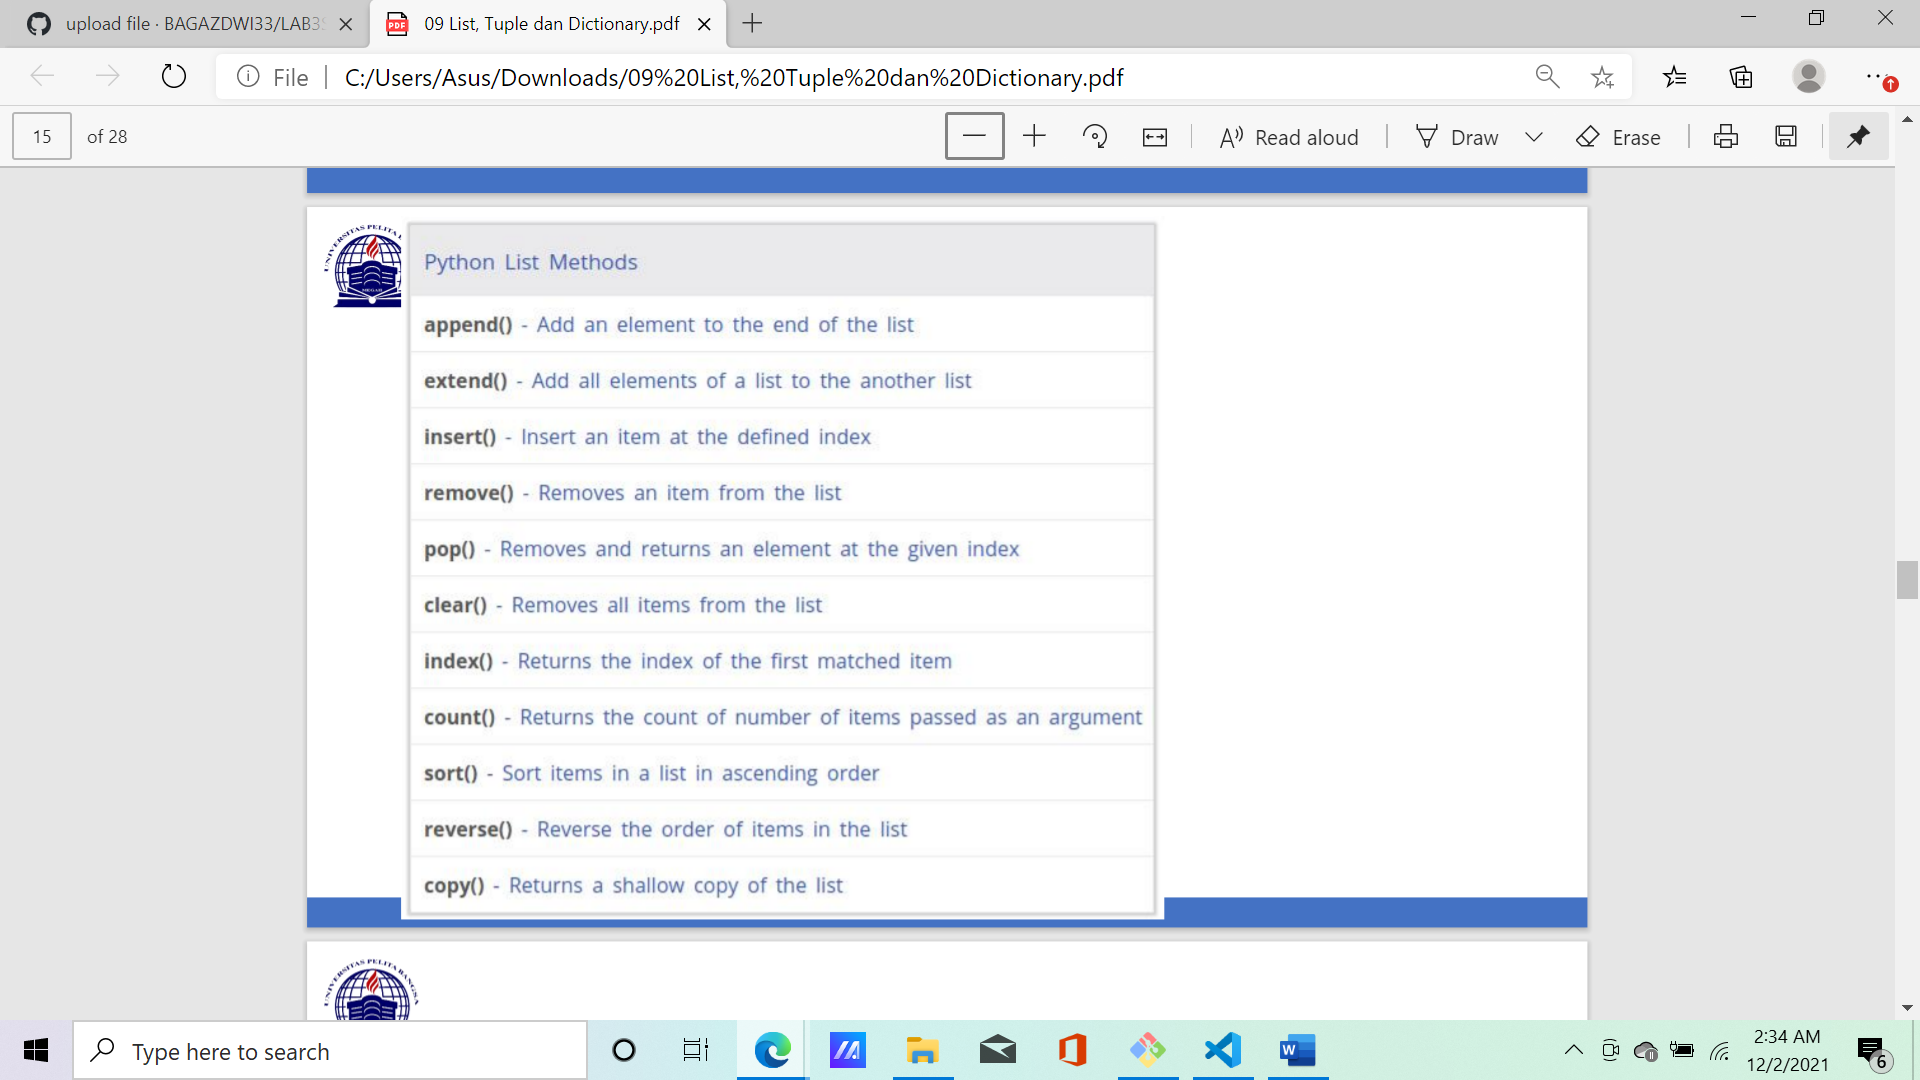 upload file · BAGAZDWI33/LAB3
09 List, Tuple dan Dictionary.pdf
File
C:/Users/Asus/Downloads/09%20List,%20Tuple%20dan%20Dictionary.pdf
15 of 28
Read aloud
Draw
Erase
UNIVERSITAS PELITA
Python List Methods
append() - Add an element to the end of the list
extend() - Add all elements of a list to the another list
insert() - Insert an item at the defined index
remove() - Removes an item from the list
pop() - Removes and returns an element at the given index
clear() - Removes all items from the list
index() - Returns the index of the first matched item
count() - Returns the count of number of items passed as an argument
sort() - Sort items in a list in ascending order
reverse() - Reverse the order of items in the list
copy() - Returns a shallow copy of the list
UNIVERSITAS PELITA BANGSA
Type here to search
2:34 AM
12/2/2021
6